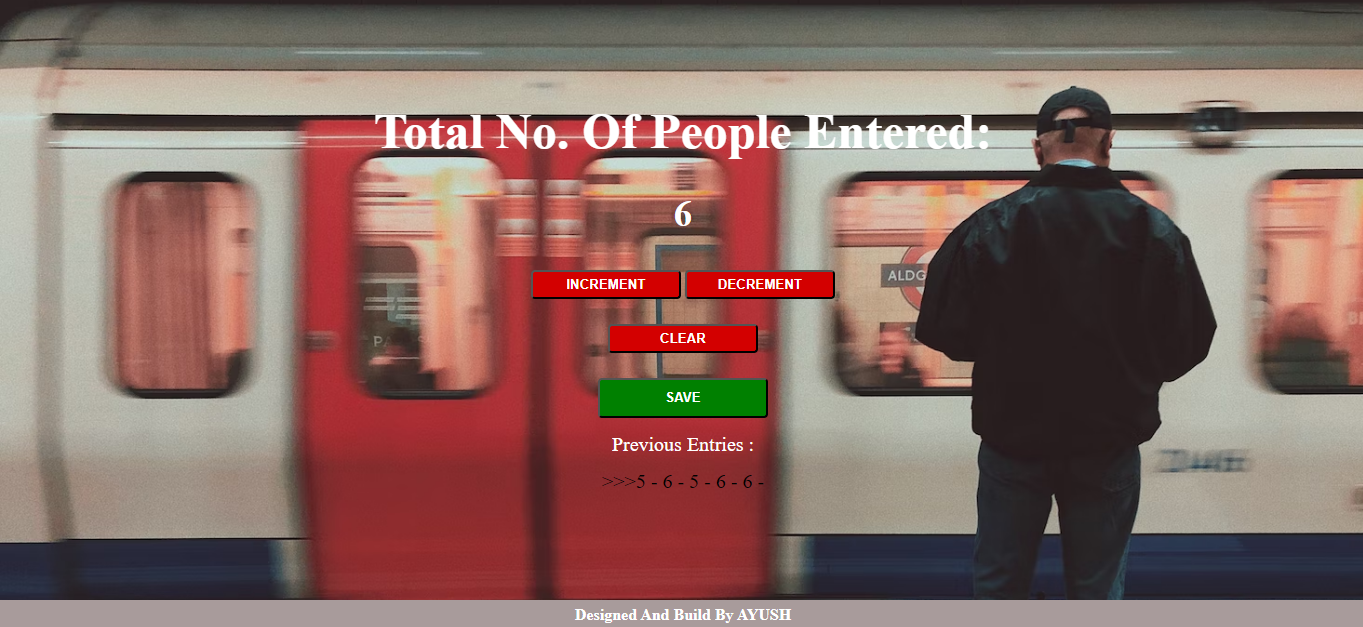 Total No. Of People Entered:
6
INCREMENT DECREMENT
ALDG
CLEAR
SAVE
Previous Entries :
>>>5 - 6 - 5 - 6 - 6 -
Designed And Build By AYUSH